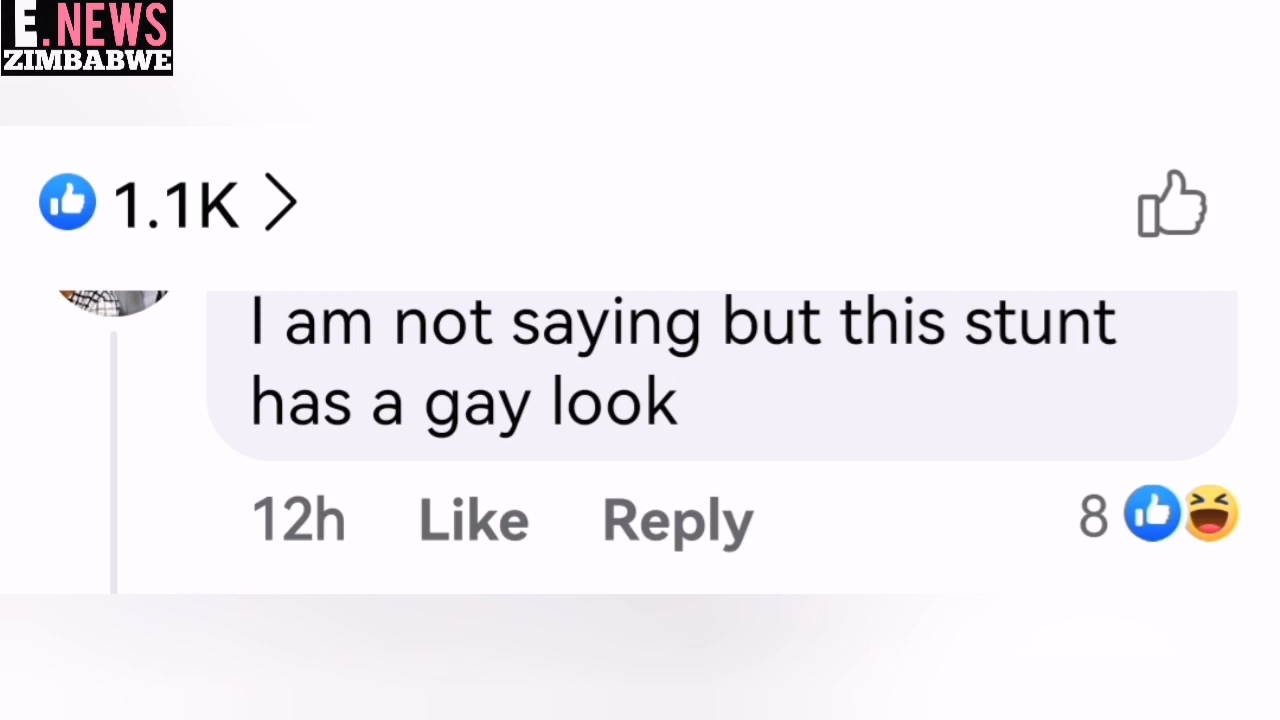 E.NEWS
ZIMBABWE
1.1K
I am not saying but this stunt
has a gay look
12h Like Reply 8